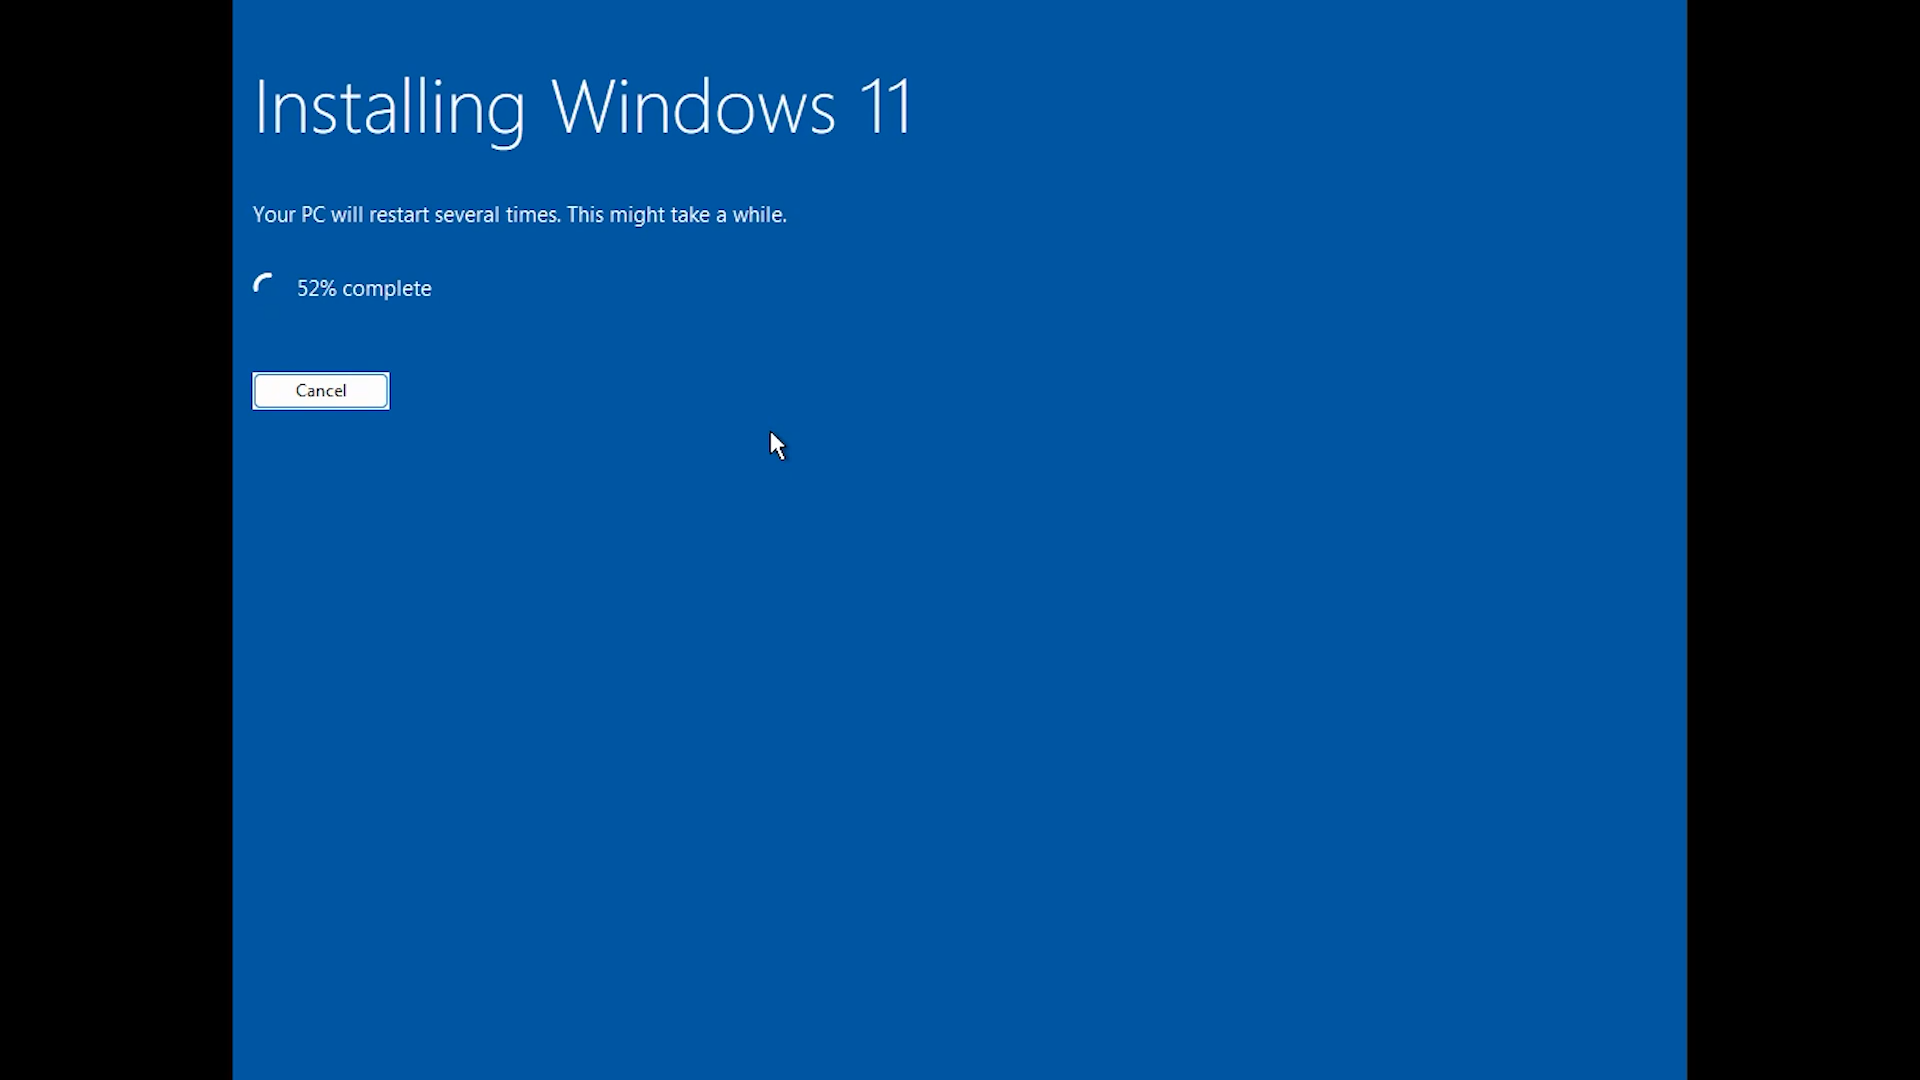 Installing Windows 11
Your PC will restart several times. This might take a while.
52% complete
Cancel